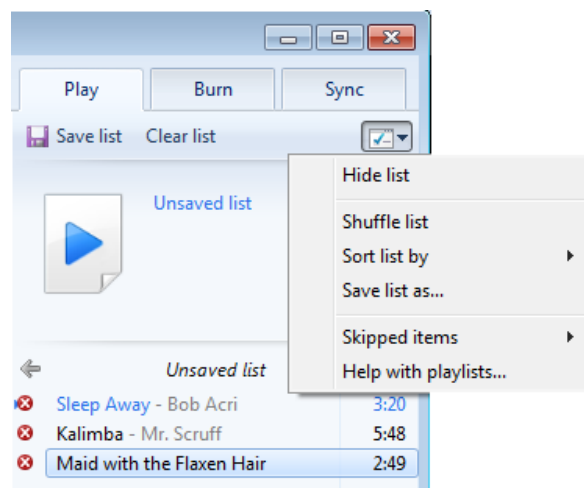 Play Burn Sync
Save list Clear list
Hide list
Unsaved list
Shuffle list
Sort list by
Save list as...
Skipped items
Help with playlists...
Unsaved list
Sleep Away - Bob Acri 3:20
Kalimba - Mr. Scruff 5:48
Maid with the Flaxen Hair 2:49